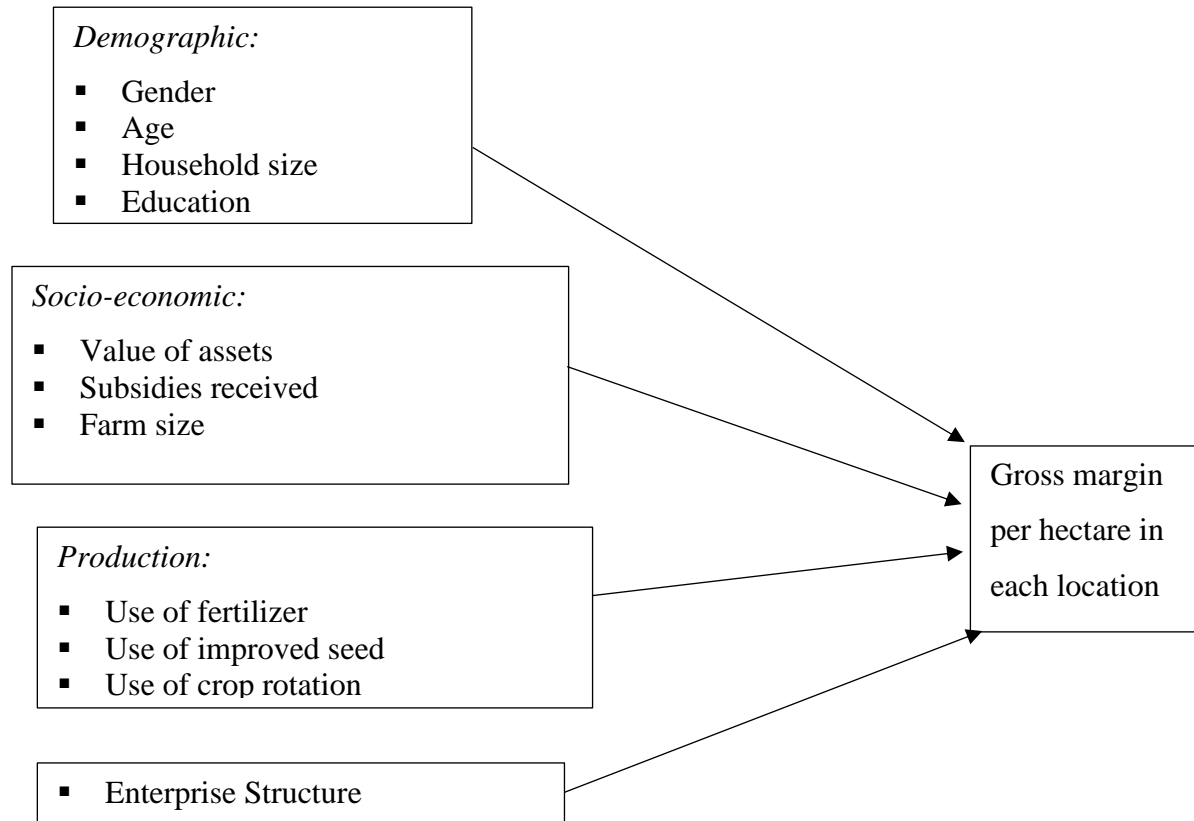 Demographic:
▪ Gender
▪ Age
▪ Household size
▪ Education
Socio-economic:
▪ Value of assets
▪ Subsidies received
▪ Farm size
Production:
▪ Use of fertilizer
▪ Use of improved seed
▪ Use of crop rotation
▪ Enterprise Structure
Gross margin
per hectare in
each location